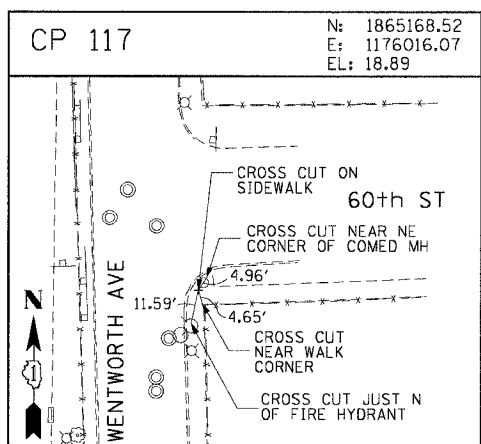 CP 117
N: 1865168.52
E: 1176016.07
EL: 18.89
CROSS CUT ON
SIDEWALK
60th ST
CROSS CUT NEAR NE
CORNER OF COMED MH
4.96'
11.59'
4.65'
CROSS CUT
NEAR WALK
CORNER
CROSS CUT JUST N
OF FIRE HYDRANT
WENTWORTH AVE
N
1